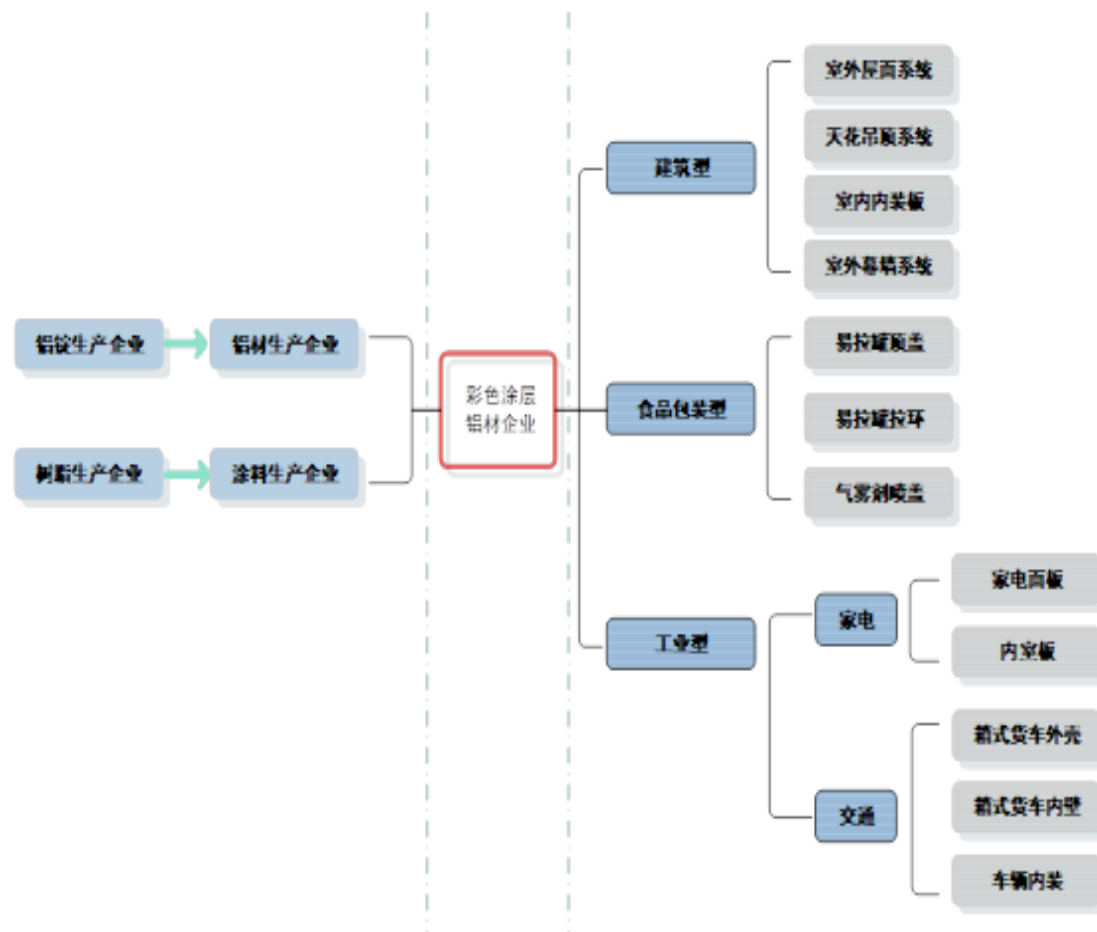 铝锭生产企业
铝材生产企业
树脂生产企业
涂料生产企业
彩色涂层
铝材企业
建筑型
室外屋面系统
天花吊顶系统
室内内装板
室外幕墙系统
食品包装型
易拉罐顶盖
易拉罐拉环
气雾剂喷盖
工业型
家电
家电面板
内室板
交通
箱式货车外壳
箱式货车内壁
车辆内装